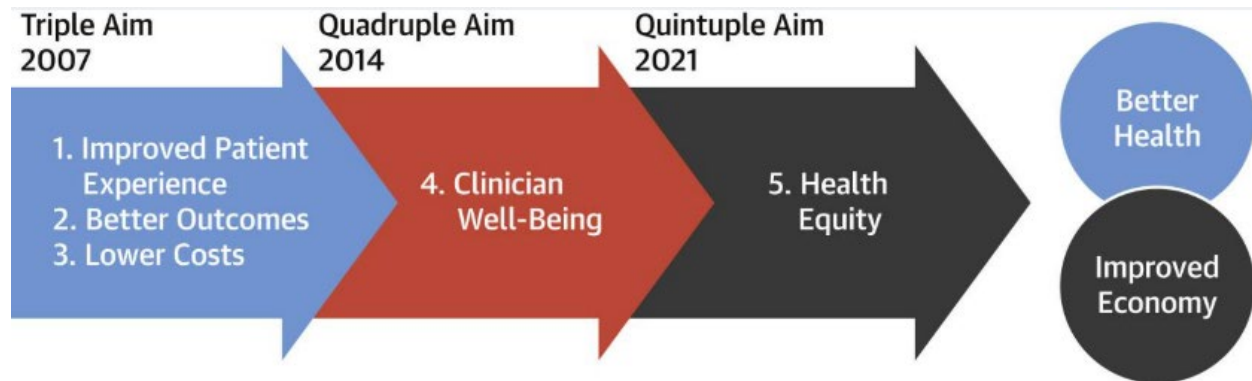 Triple Aim
2007
Quadruple Aim
2014
Quintuple Aim
2021
1. Improved Patient
Experience
2. Better Outcomes
3. Lower Costs
4. Clinician
Well-Being
5. Health
Equity
Better
Health
Improved
Economy